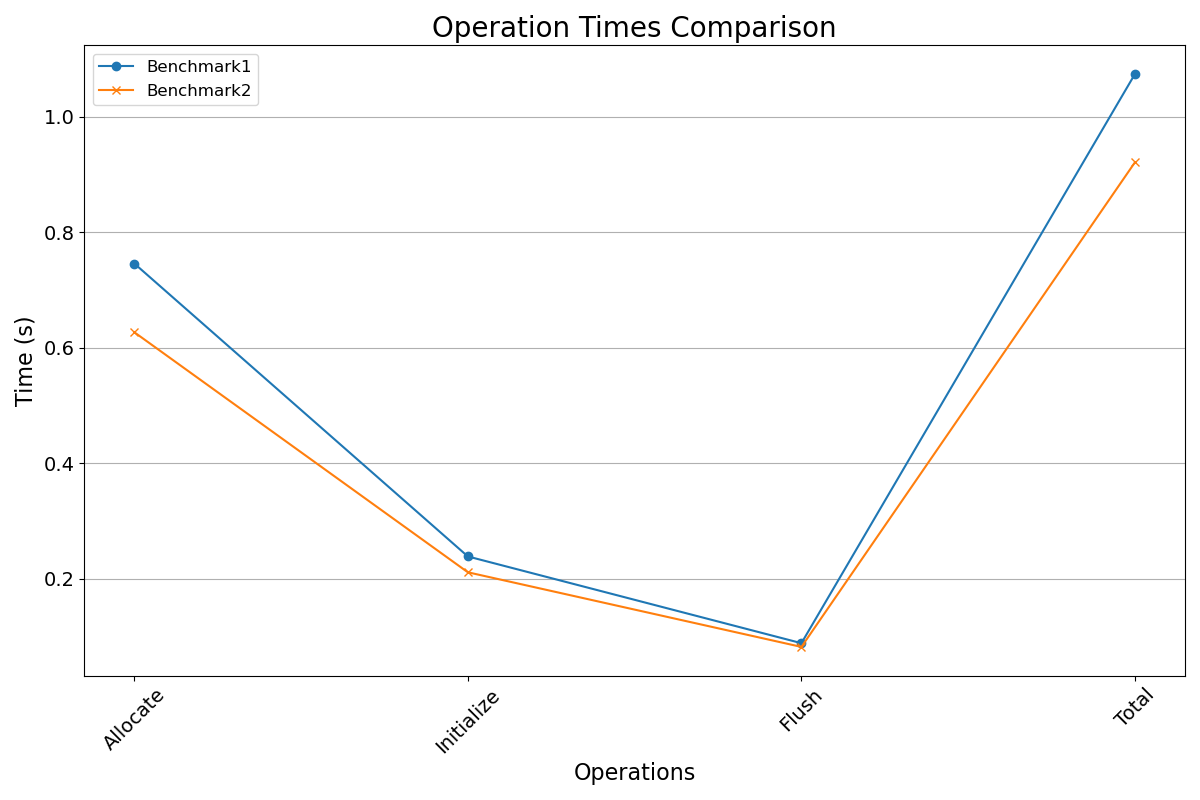 Operation Times Comparison
Benchmark1
Benchmark2
1.0
0.8
0.6
0.4
0.2
Time (s)
Allocate
Initialize
Flush
Total
Operations